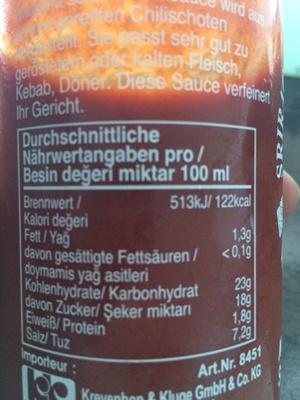 Sauce wird aus
Chilischoten
Sie passt sehr gut zu
gerösteten oder kalten Fleisch,
Kebab, Döner. Diese Sauce verfeinert
Ihr Gericht.
Durchschnittliche
Nährwertangaben pro /
Besin değeri miktar 100 ml
Brennwert / 513kJ/ 122kcal
Kalori değeri
Fett / Yağ 1,3g
davon gesättigte Fettsäuren / < 0,1g
doymamis yağ asitleri
Kohlenhydrate/ Karbonhydrat 23g
davon Zucker/ Şeker miktarı 18g
Eiweiß/ Protein 1,8g
Salz/ Tuz 7,2g
Importeur :
Art.Nr. 8451
Kreyenhop & Kluge GmbH & Co. KG